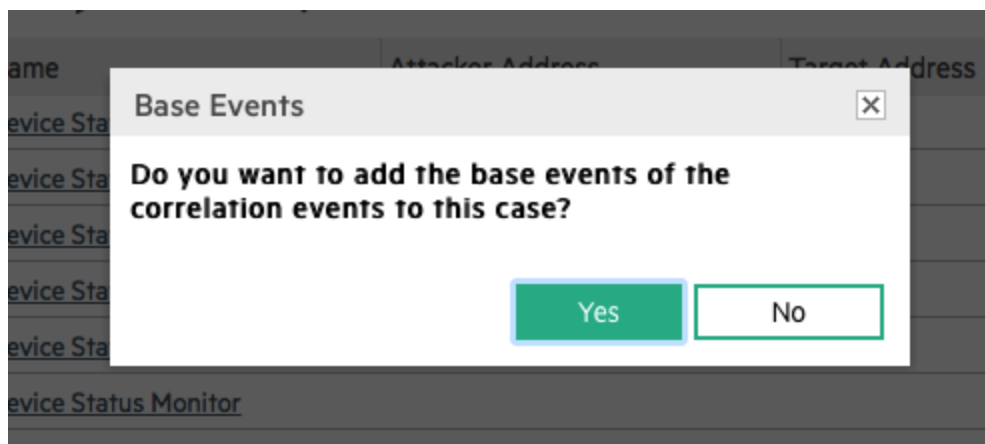 ame Attacker Address Target Address
Base Events
evice Sta
Do you want to add the base events of the
evice Sta
correlation events to this case?
evice Sta
evice Sta
Yes No
evice Sta
evice Status Monitor